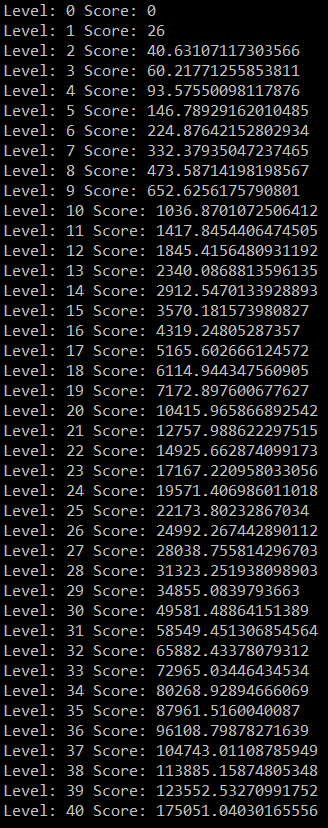 Level: 0 Score: 0
Level: 1 Score: 26
Level: 2 Score: 40.63107117303566
Level: 3 Score: 60.21771255853811
Level: 4 Score: 93.57550098117876
Level: 5 Score: 146.78929162010485
Level: 6 Score: 224.87642152802934
Level: 7 Score: 332.37935047237465
Level: 8 Score: 473.58714198198567
Level: 9 Score: 652.6256175790801
Level: 10 Score: 1036.8701072506412
Level: 11 Score: 1417.8454406474505
Level: 12 Score: 1845.4156480931192
Level: 13 Score: 2340.0868813596135
Level: 14 Score: 2912.5470133928893
Level: 15 Score: 3570.181573980827
Level: 16 Score: 4319.24805287357
Level: 17 Score: 5165.602666124572
Level: 18 Score: 6114.944347560905
Level: 19 Score: 7172.897600677627
Level: 20 Score: 10415.965866892542
Level: 21 Score: 12757.988622297515
Level: 22 Score: 14925.662874099173
Level: 23 Score: 17167.220958033056
Level: 24 Score: 19571.406986011018
Level: 25 Score: 22173.80232867034
Level: 26 Score: 24992.267442890112
Level: 27 Score: 28038.755814296703
Level: 28 Score: 31323.251938098903
Level: 29 Score: 34855.0839793663
Level: 30 Score: 49581.48864151389
Level: 31 Score: 58549.451306854564
Level: 32 Score: 65882.43378079312
Level: 33 Score: 72965.03446434534
Level: 34 Score: 80268.92894666069
Level: 35 Score: 87961.5160040087
Level: 36 Score: 96108.79878271639
Level: 37 Score: 104743.01108785949
Level: 38 Score: 113885.15874805348
Level: 39 Score: 123552.53270991752
Level: 40 Score: 175051.04030165556